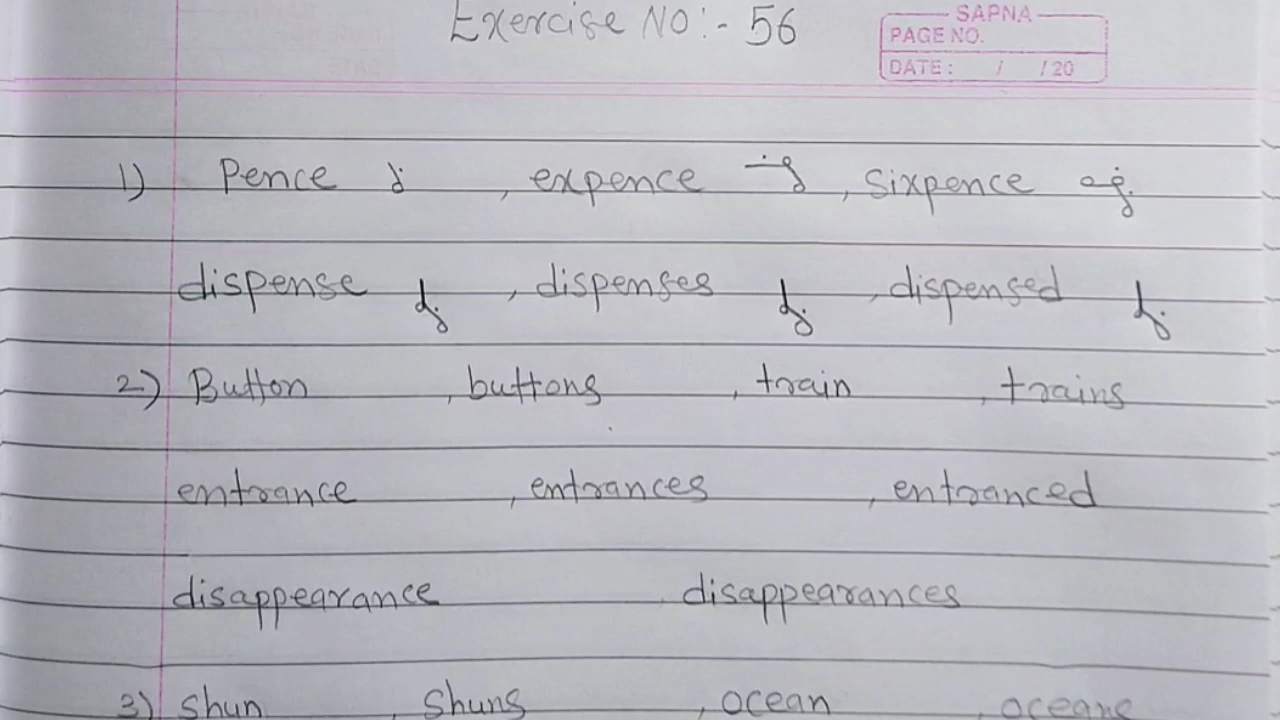 Exercise No:- 56
SAPNA
PAGE NO.
DATE: / /20
1) Pence , expence , Sixpence
dispense , dispenses , dispensed
2) Button , buttons , train , trains
entrance , entrances , entranced
disappearance disappearances
3) Shun , Shuns , ocean , oceans